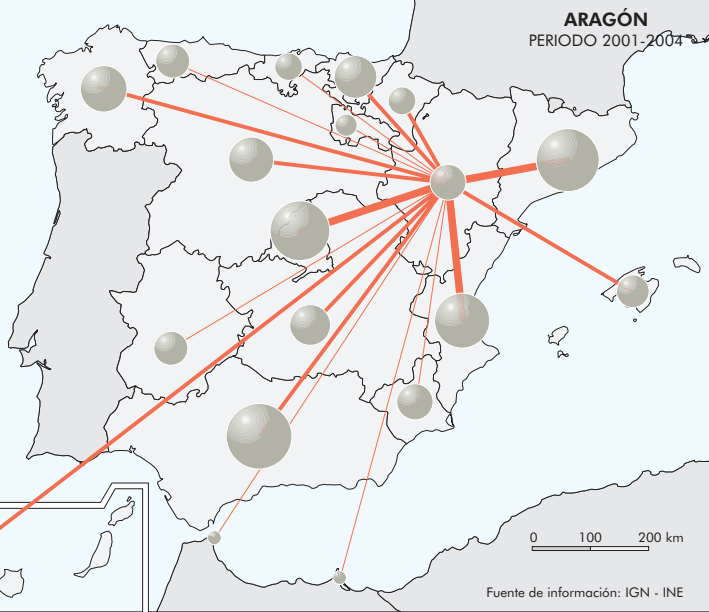 ARAGÓN
PERIODO 2001-2004
0 100 200 km
Fuente de información: IGN - INE